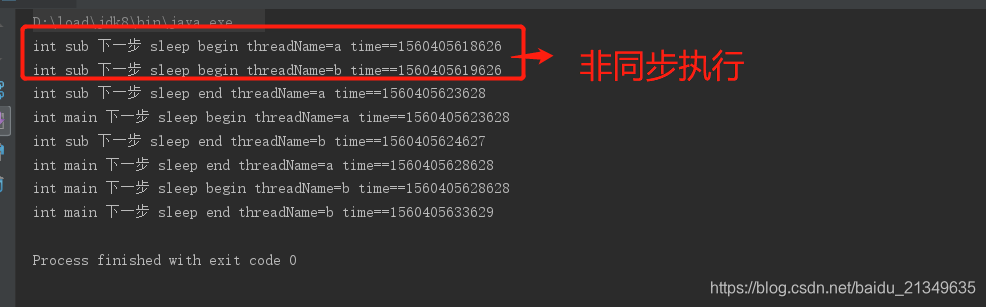 D:\load\jdk8\bin\java.exe ...
int sub 下一步 sleep begin threadName=a time==1560405618626
int sub 下一步 sleep begin threadName=b time==1560405619626
非同步执行
int sub 下一步 sleep end threadName=a time==1560405623628
int main 下一步 sleep begin threadName=a time==1560405623628
int sub 下一步 sleep end threadName=b time==1560405624627
int main 下一步 sleep end threadName=a time==1560405628628
int main 下一步 sleep begin threadName=b time==1560405628628
int main 下一步 sleep end threadName=b time==1560405633629
Process finished with exit code 0
https://blog.csdn.net/baidu_21349635